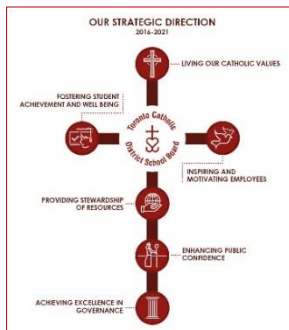 OUR STRATEGIC DIRECTION
2016-2021
LIVING OUR CATHOLIC VALUES
FOSTERING STUDENT
ACHIEVEMENT AND WELL BEING
Toronto Catholic
District School Board
INSPIRING AND
MOTIVATING EMPLOYEES
PROVIDING STEWARDSHIP
OF RESOURCES
ENHANCING PUBLIC
CONFIDENCE
ACHIEVING EXCELLENCE IN
GOVERNANCE